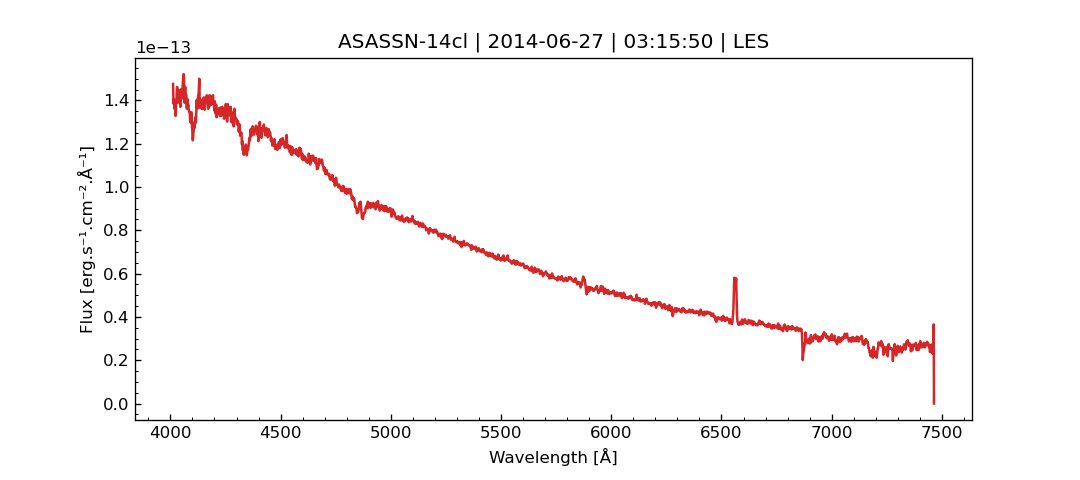 ASASSN-14cl | 2014-06-27 | 03:15:50 | LES
1e−13
Flux [erg.s⁻¹.cm⁻².Å⁻¹]
1.4
1.2
1.0
0.8
0.6
0.4
0.2
0.0
4000 4500 5000 5500 6000 6500 7000 7500
Wavelength [Å]